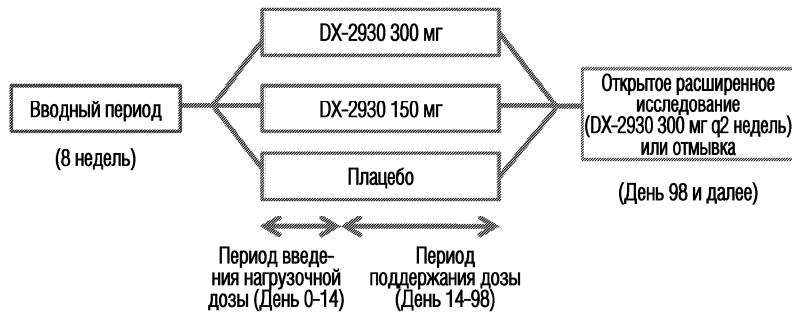 DX-2930 300 мг
Вводный период
(8 недель)
DX-2930 150 мг
Плацебо
Открытое расширенное
исследование
(DX-2930 300 мг q2 недель)
или отмывка
(День 98 и далее)
Период введе-
ния нагрузочной
дозы (День 0-14)
Период
поддержания дозы
(День 14-98)